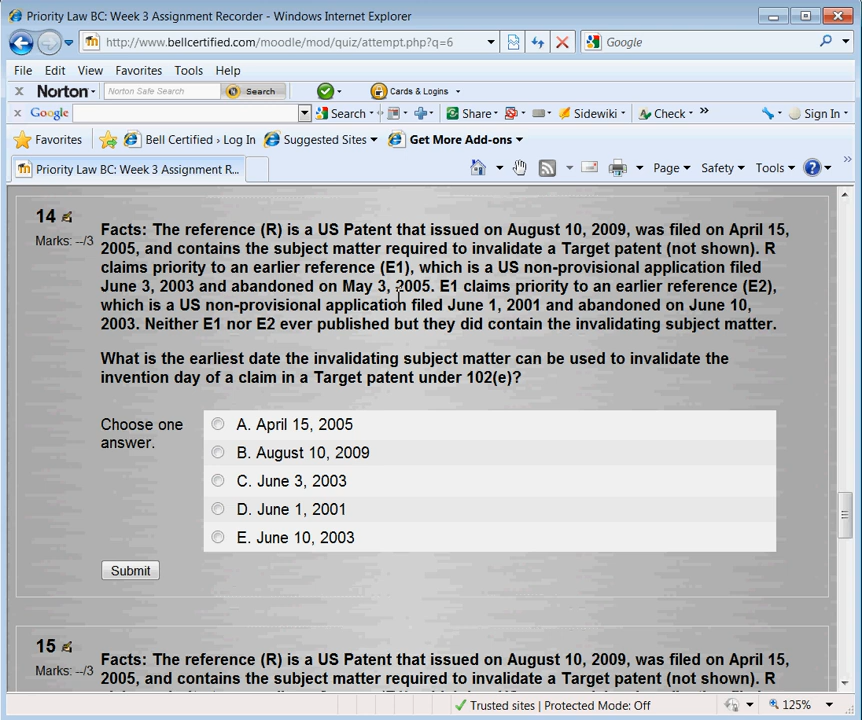 Priority Law BC: Week 3 Assignment Recorder - Windows Internet Explorer
http://www.bellcertified.com/moodle/mod/quiz/attempt.php?q=6
Google
File Edit View Favorites Tools Help
x Norton Norton Safe Search Search Cards & Logins
x Google Search Share Sidewiki Check » Sign In
Favorites Bell Certified › Log In Suggested Sites Get More Add-ons
Priority Law BC: Week 3 Assignment R... Page Safety Tools »
14
Marks: --/3
Facts: The reference (R) is a US Patent that issued on August 10, 2009, was filed on April 15,
2005, and contains the subject matter required to invalidate a Target patent (not shown). R
claims priority to an earlier reference (E1), which is a US non-provisional application filed
June 3, 2003 and abandoned on May 3, 2005. E1 claims priority to an earlier reference (E2),
which is a US non-provisional application filed June 1, 2001 and abandoned on June 10,
2003. Neither E1 nor E2 ever published but they did contain the invalidating subject matter.
What is the earliest date the invalidating subject matter can be used to invalidate the
invention day of a claim in a Target patent under 102(e)?
Choose one
answer.
A. April 15, 2005
B. August 10, 2009
C. June 3, 2003
D. June 1, 2001
E. June 10, 2003
Submit
15
Marks: --/3
Facts: The reference (R) is a US Patent that issued on August 10, 2009, was filed on April 15,
2005, and contains the subject matter required to invalidate a Target patent (not shown). R
Trusted sites | Protected Mode: Off
125%